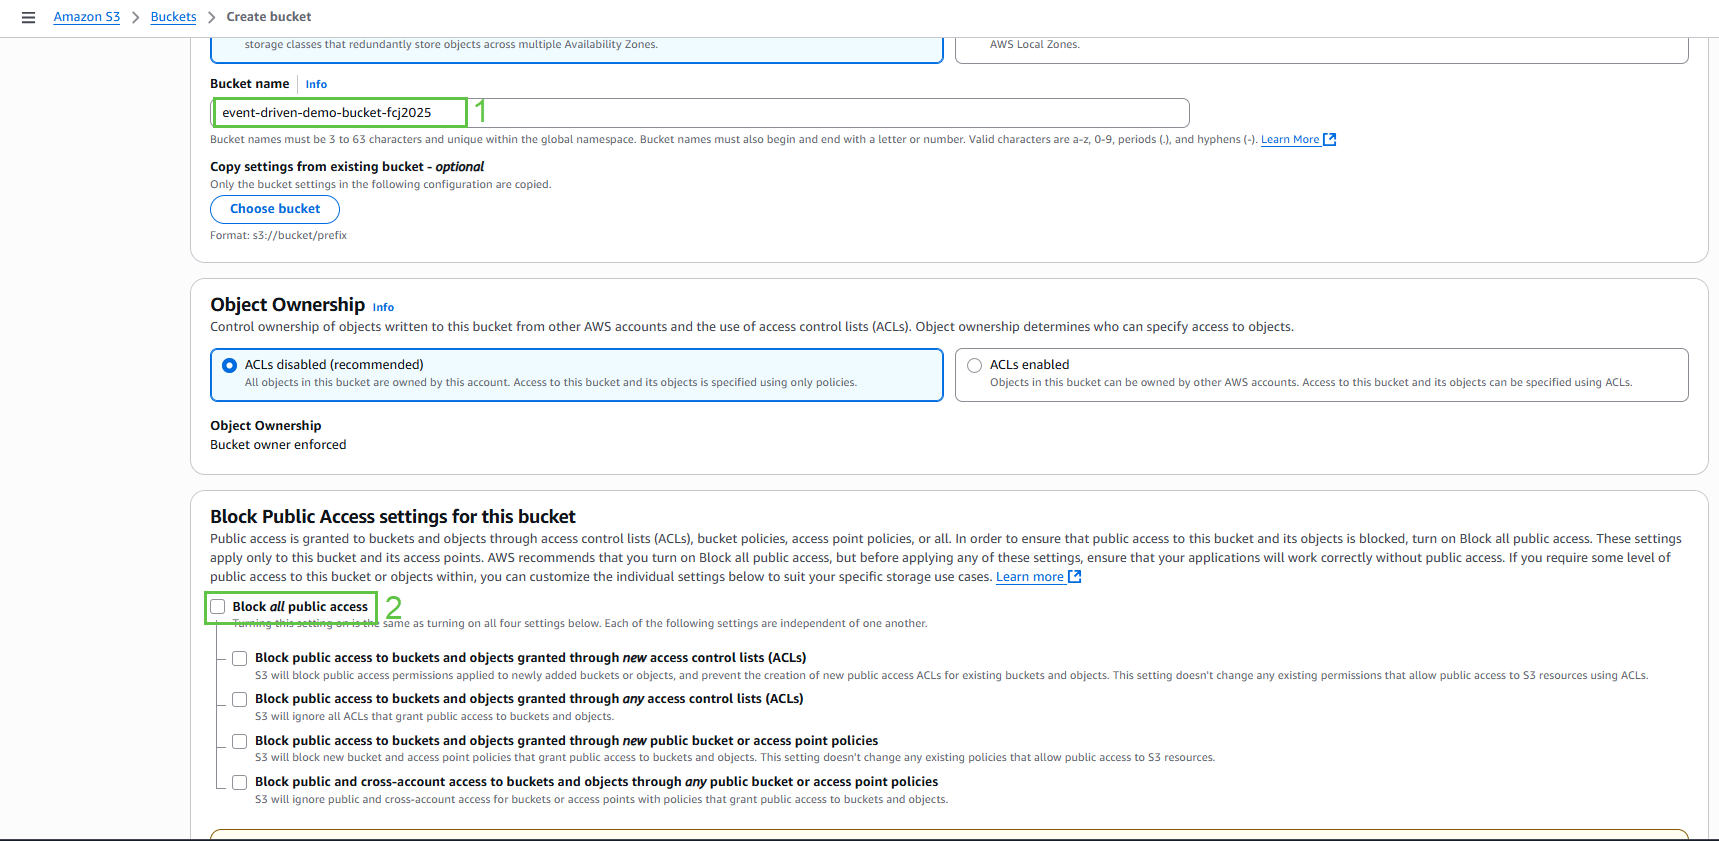 Amazon S3 > Buckets > Create bucket
storage classes that redundantly store objects across multiple Availability Zones.
AWS Local Zones.
Bucket name Info
event-driven-demo-bucket-fcj2025 1
Bucket names must be 3 to 63 characters and unique within the global namespace. Bucket names must also begin and end with a letter or number. Valid characters are a-z, 0-9, periods (.), and hyphens (-). Learn More
Copy settings from existing bucket - optional
Only the bucket settings in the following configuration are copied.
Choose bucket
Format: s3://bucket/prefix
Object Ownership Info
Control ownership of objects written to this bucket from other AWS accounts and the use of access control lists (ACLs). Object ownership determines who can specify access to objects.
ACLs disabled (recommended)
All objects in this bucket are owned by this account. Access to this bucket and its objects is specified using only policies.
ACLs enabled
Objects in this bucket can be owned by other AWS accounts. Access to this bucket and its objects can be specified using ACLs.
Object Ownership
Bucket owner enforced
Block Public Access settings for this bucket
Public access is granted to buckets and objects through access control lists (ACLs), bucket policies, access point policies, or all. In order to ensure that public access to this bucket and its objects is blocked, turn on Block all public access. These settings
apply only to this bucket and its access points. AWS recommends that you turn on Block all public access, but before applying any of these settings, ensure that your applications will work correctly without public access. If you require some level of
public access to this bucket or objects within, you can customize the individual settings below to suit your specific storage use cases. Learn more
Block all public access 2
Turning this setting on is the same as turning on all four settings below. Each of the following settings are independent of one another.
Block public access to buckets and objects granted through new access control lists (ACLs)
S3 will block public access permissions applied to newly added buckets or objects, and prevent the creation of new public access ACLs for existing buckets and objects. This setting doesn't change any existing permissions that allow public access to S3 resources using ACLs.
Block public access to buckets and objects granted through any access control lists (ACLs)
S3 will ignore all ACLs that grant public access to buckets and objects.
Block public access to buckets and objects granted through new public bucket or access point policies
S3 will block new bucket and access point policies that grant public access to buckets and objects. This setting doesn't change any existing policies that allow public access to S3 resources.
Block public and cross-account access to buckets and objects through any public bucket or access point policies
S3 will ignore public and cross-account access for buckets or access points with policies that grant public access to buckets and objects.